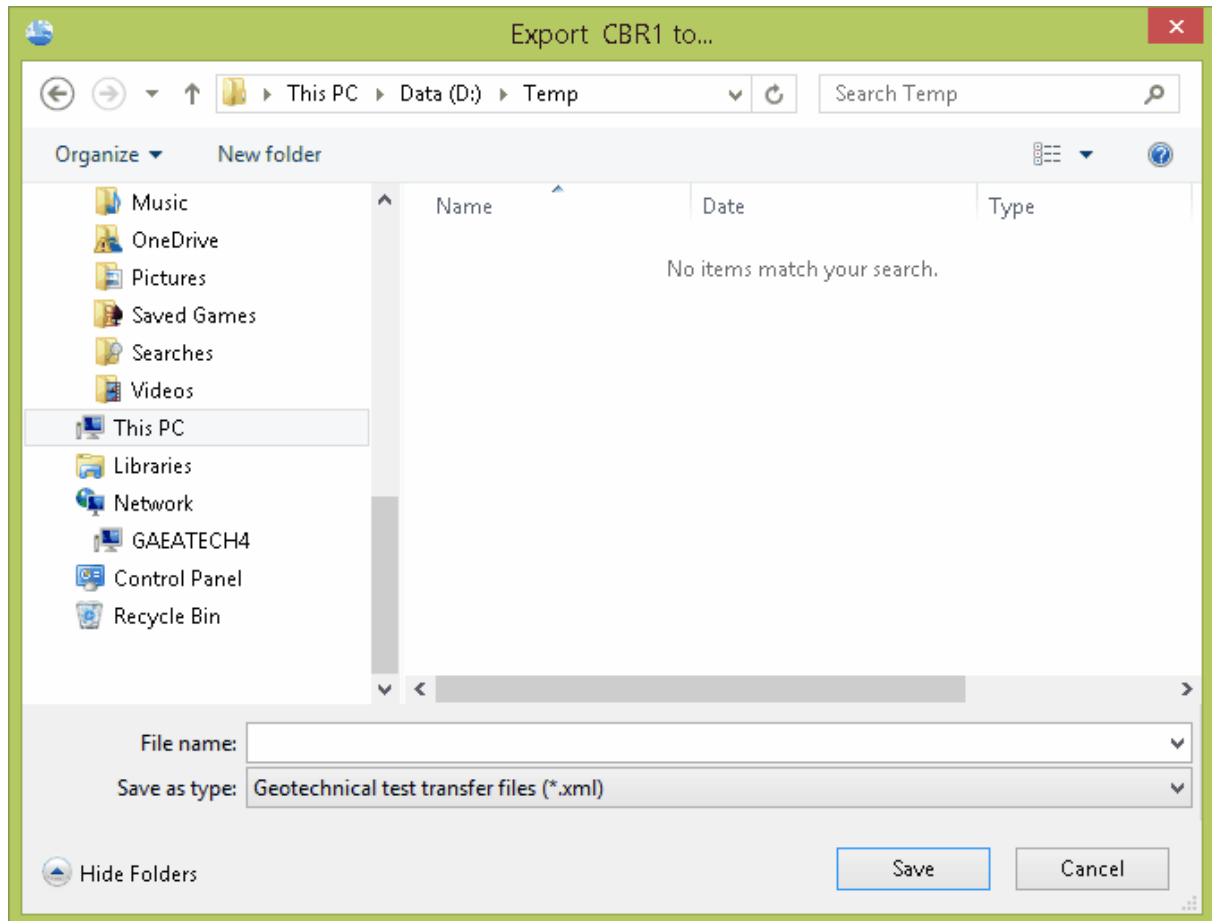 Export CBR1 to...
This PC Data (D:) Temp Search Temp
Organize New folder
Name Date Type
No items match your search.
Music
OneDrive
Pictures
Saved Games
Searches
Videos
This PC
Libraries
Network
GAEATECH4
Control Panel
Recycle Bin
File name:
Save as type: Geotechnical test transfer files (*.xml)
Hide Folders Save Cancel